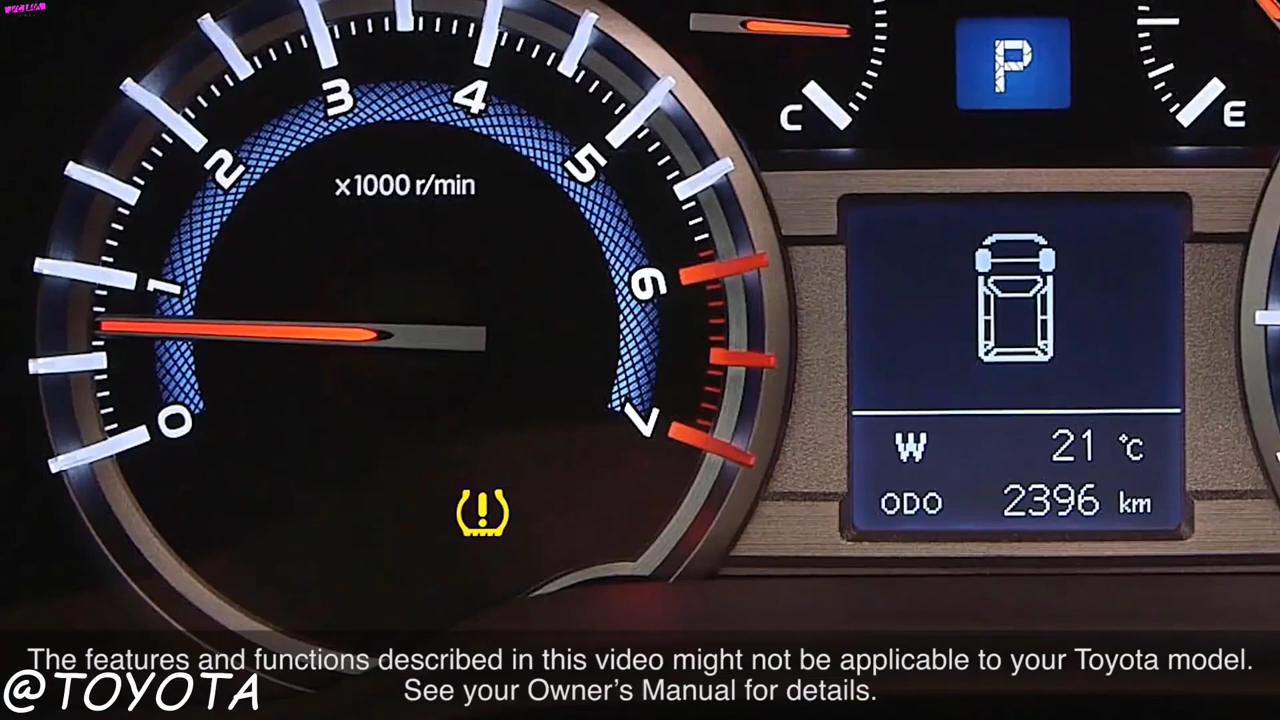 P
C
E
0
1
2
3
4
5
6
7
x1000 r/min
W 21 °C
ODO 2396 km
The features and functions described in this video might not be applicable to your Toyota model.
See your Owner's Manual for details.
@TOYOTA